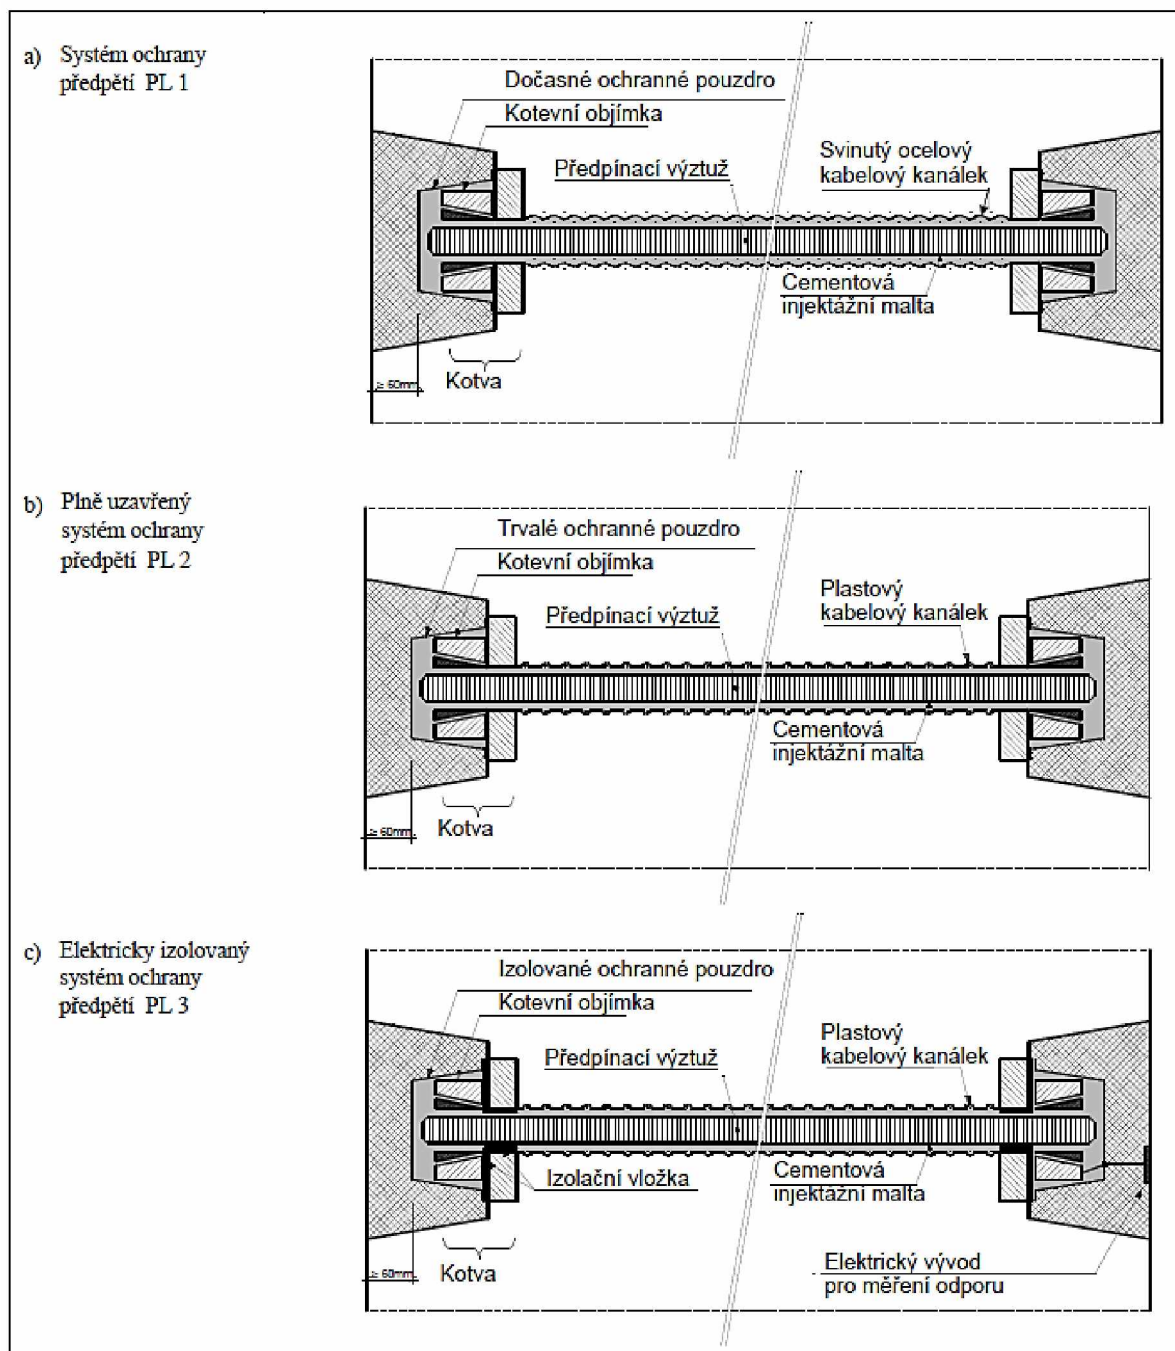 a) Systém ochrany
předpětí PL 1
Dočasné ochranné pouzdro
Kotevní objímka
Předpínací výztuž
Svinutý ocelový
kabelový kanálek
Cementová
injektážní malta
Kotva
≥ 60mm
b) Plně uzavřený
systém ochrany
předpětí PL 2
Trvalé ochranné pouzdro
Kotevní objímka
Předpínací výztuž
Plastový
kabelový kanálek
Cementová
injektážní malta
Kotva
≥ 60mm
c) Elektricky izolovaný
systém ochrany
předpětí PL 3
Izolované ochranné pouzdro
Kotevní objímka
Předpínací výztuž
Plastový
kabelový kanálek
Izolační vložka
Cementová
injektážní malta
Kotva
≥ 60mm
Elektrický vývod
pro měření odporu